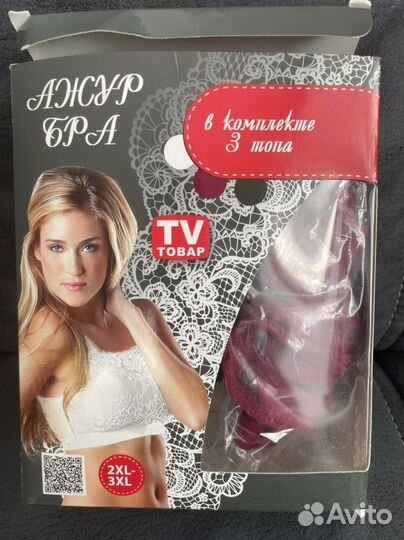 АЖУР
БРА
в комплекте
3 топа
TV
ТОВАР
2XL-
3XL
Avito